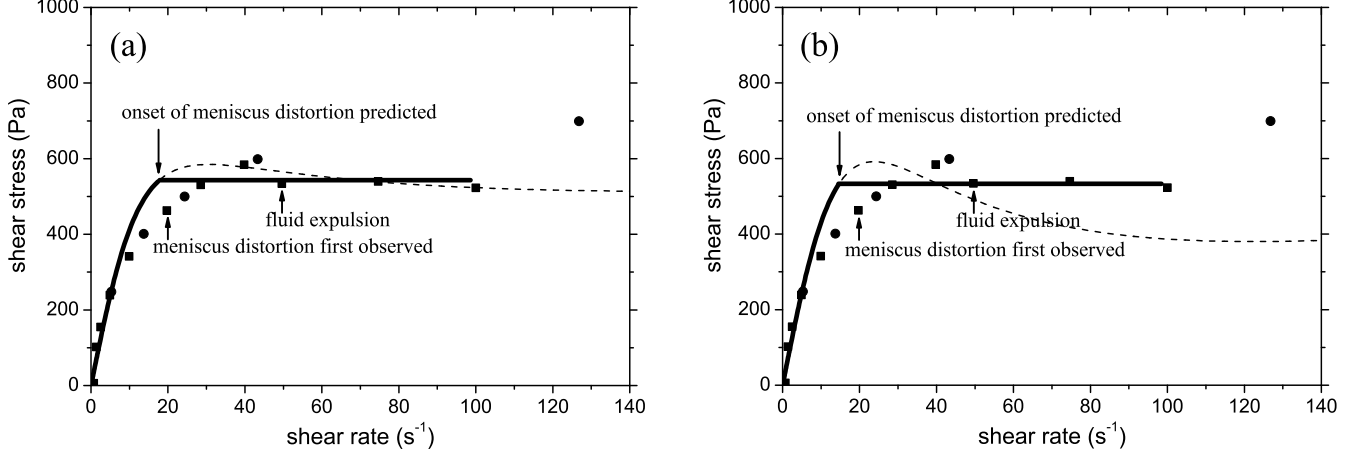 (a)
1000
800
600
400
200
0
shear stress (Pa)
onset of meniscus distortion predicted
fluid expulsion
meniscus distortion first observed
0 20 40 60 80 100 120 140
shear rate (s⁻¹)
(b)
1000
800
600
400
200
0
shear stress (Pa)
onset of meniscus distortion predicted
fluid expulsion
meniscus distortion first observed
0 20 40 60 80 100 120 140
shear rate (s⁻¹)